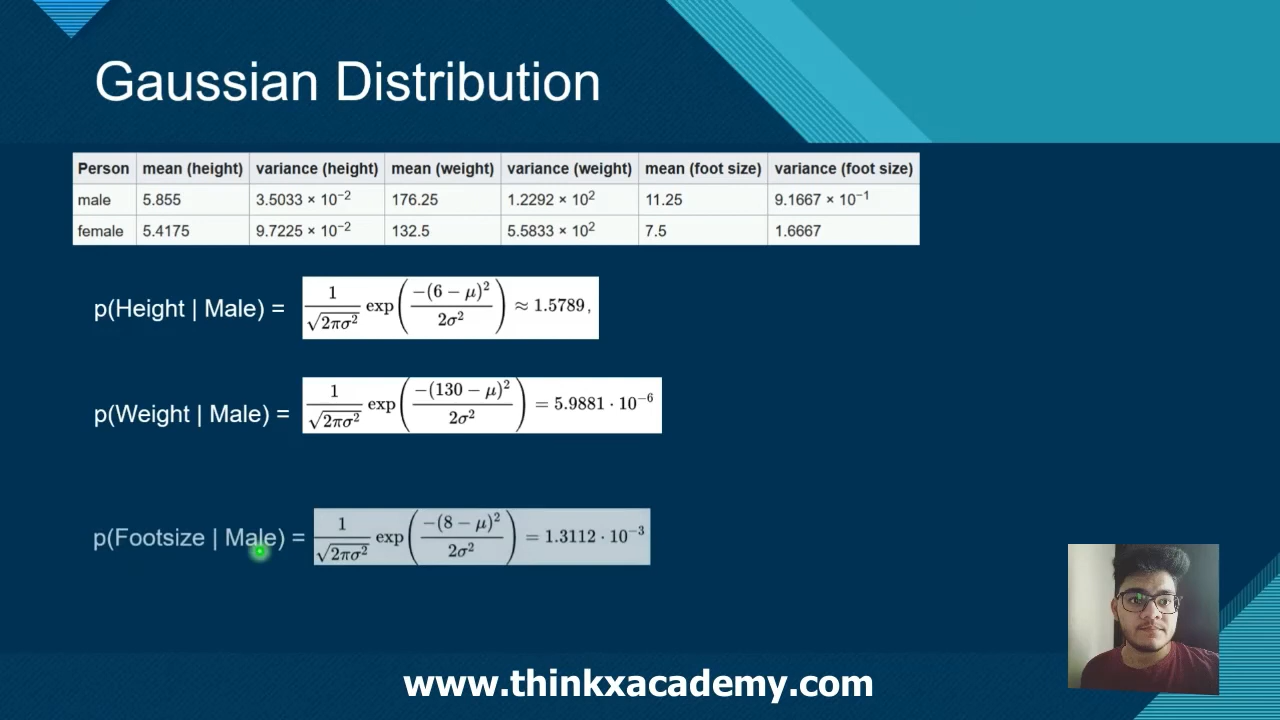 Gaussian Distribution
Person mean (height) variance (height) mean (weight) variance (weight) mean (foot size) variance (foot size)
male 5.855 3.5033 × 10⁻² 176.25 1.2292 × 10² 11.25 9.1667 × 10⁻¹
female 5.4175 9.7225 × 10⁻² 132.5 5.5833 × 10² 7.5 1.6667
p(Height | Male) = 1/√(2πσ²) exp(−(6 − μ)²/2σ²) ≈ 1.5789,
p(Weight | Male) = 1/√(2πσ²) exp(−(130 − μ)²/2σ²) = 5.9881 · 10⁻⁶
p(Footsize | Male) = 1/√(2πσ²) exp(−(8 − μ)²/2σ²) = 1.3112 · 10⁻³
www.thinkxacademy.com